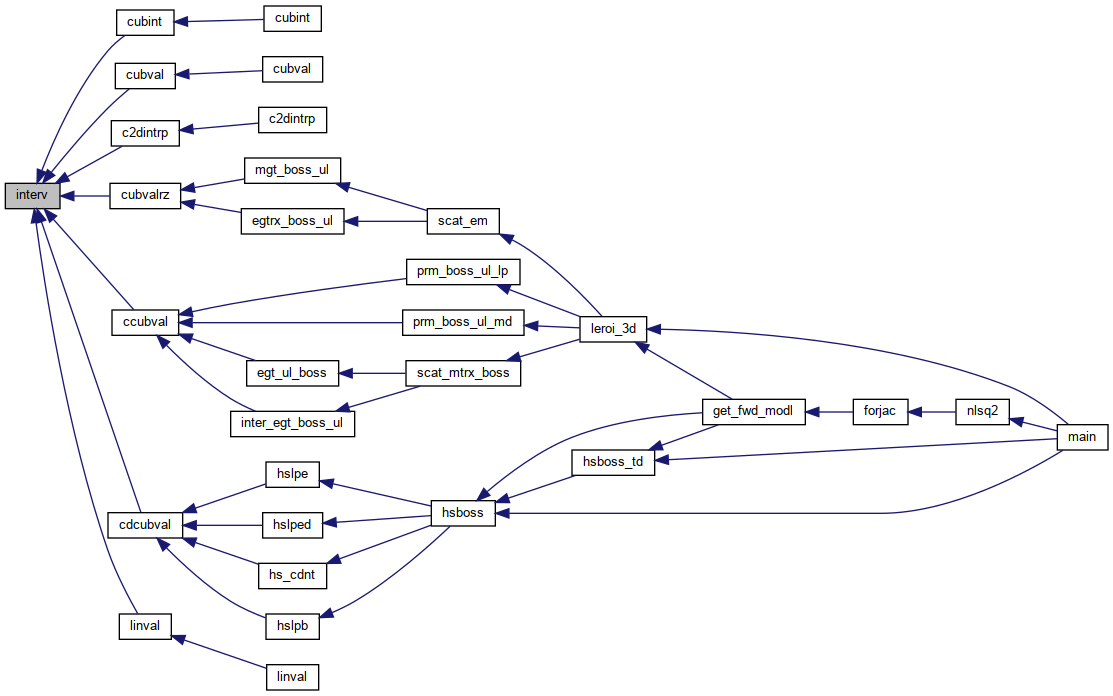 cubint
cubint
cubval
cubval
c2dintrp
c2dintrp
mgt_boss_ul
interv
cubvalrz
egtrx_boss_ul
scat_em
prm_boss_ul_lp
ccubval
prm_boss_ul_md
leroi_3d
egt_ul_boss
scat_mtrx_boss
inter_egt_boss_ul
get_fwd_modl
forjac
nlsq2
main
hslpe
hsboss_td
cdcubval
hslped
hsboss
hs_cdnt
linval
hslpb
linval